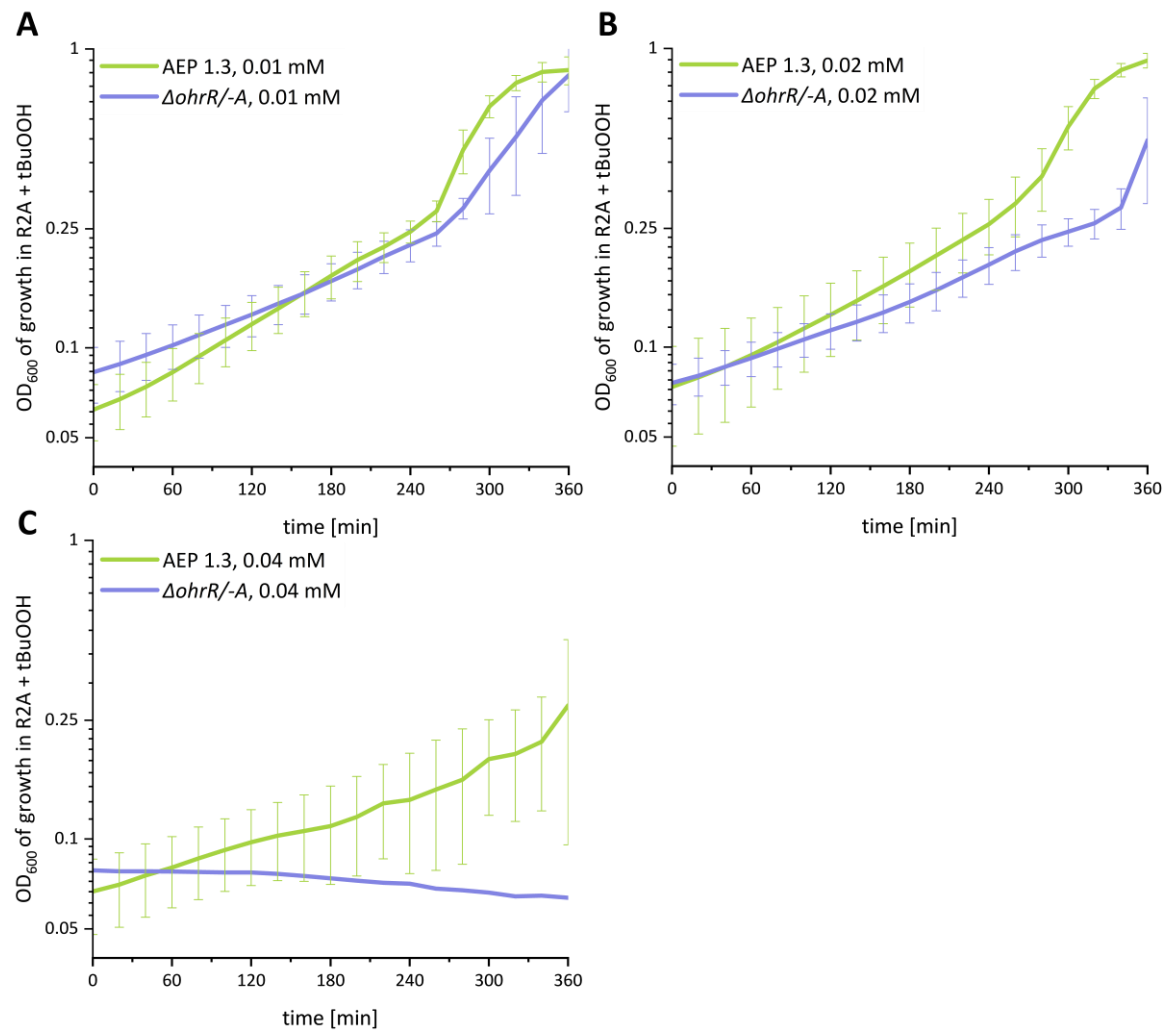 A
AEP 1.3, 0.01 mM
ΔohrR/-A, 0.01 mM
OD600 of growth in R2A + tBuOOH
1
0.25
0.1
0.05
0 60 120 180 240 300 360
time [min]
B
AEP 1.3, 0.02 mM
ΔohrR/-A, 0.02 mM
OD600 of growth in R2A + tBuOOH
1
0.25
0.1
0.05
0 60 120 180 240 300 360
time [min]
C
AEP 1.3, 0.04 mM
ΔohrR/-A, 0.04 mM
OD600 of growth in R2A + tBuOOH
1
0.25
0.1
0.05
0 60 120 180 240 300 360
time [min]